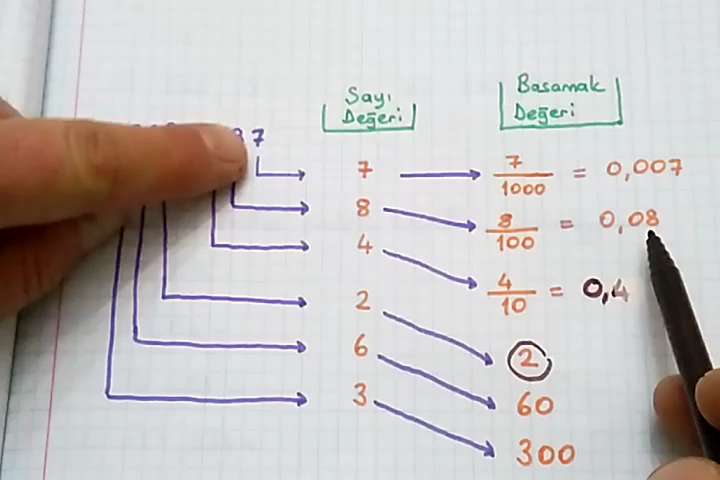 Sayı Değeri
Basamak Değeri
7
7 7/1000 = 0,007
8 8/100 = 0,08
4 4/10 = 0,4
2 2
6 60
3 300